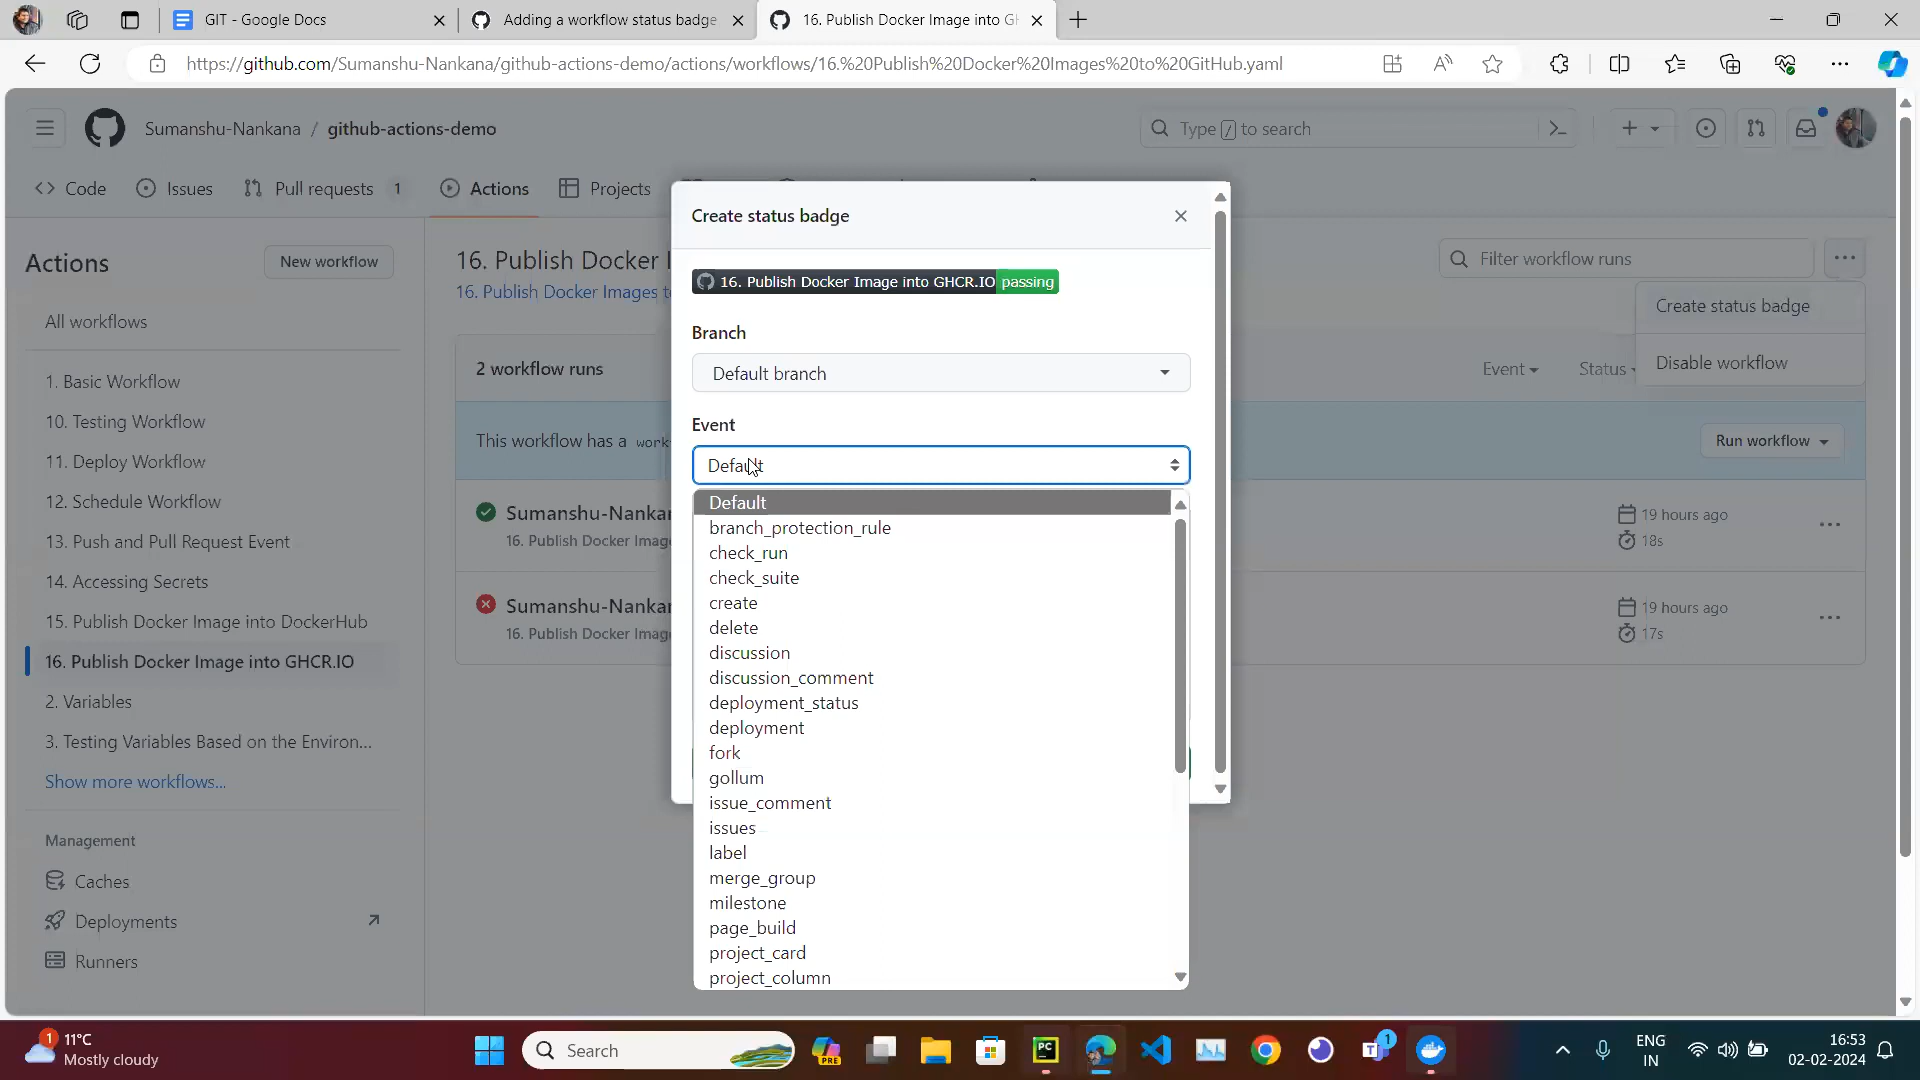 GIT - Google Docs
Adding a workflow status badge
16. Publish Docker Image into GH
https://github.com/Sumanshu-Nankana/github-actions-demo/actions/workflows/16.%20Publish%20Docker%20Images%20to%20GitHub.yaml
Sumanshu-Nankana / github-actions-demo
Type / to search
Code
Issues
Pull requests 1
Actions
Projects
Actions
New workflow
All workflows
1. Basic Workflow
10. Testing Workflow
11. Deploy Workflow
12. Schedule Workflow
13. Push and Pull Request Event
14. Accessing Secrets
15. Publish Docker Image into DockerHub
16. Publish Docker Image into GHCR.IO
2. Variables
3. Testing Variables Based on the Environ...
Show more workflows...
Management
Caches
Deployments
Runners
16. Publish Docker I
16. Publish Docker Images t
Filter workflow runs
Create status badge
Disable workflow
2 workflow runs
Event
Status
This workflow has a work
Run workflow
Sumanshu-Nankar
16. Publish Docker Image
19 hours ago
18s
Sumanshu-Nankar
16. Publish Docker Image
19 hours ago
17s
Create status badge
16. Publish Docker Image into GHCR.IO passing
Branch
Default branch
Event
Default
Default
branch_protection_rule
check_run
check_suite
create
delete
discussion
discussion_comment
deployment_status
deployment
fork
gollum
issue_comment
issues
label
merge_group
milestone
page_build
project_card
project_column
1
11°C
Mostly cloudy
Search
PRE
PC
1
ENG
IN
16:53
02-02-2024